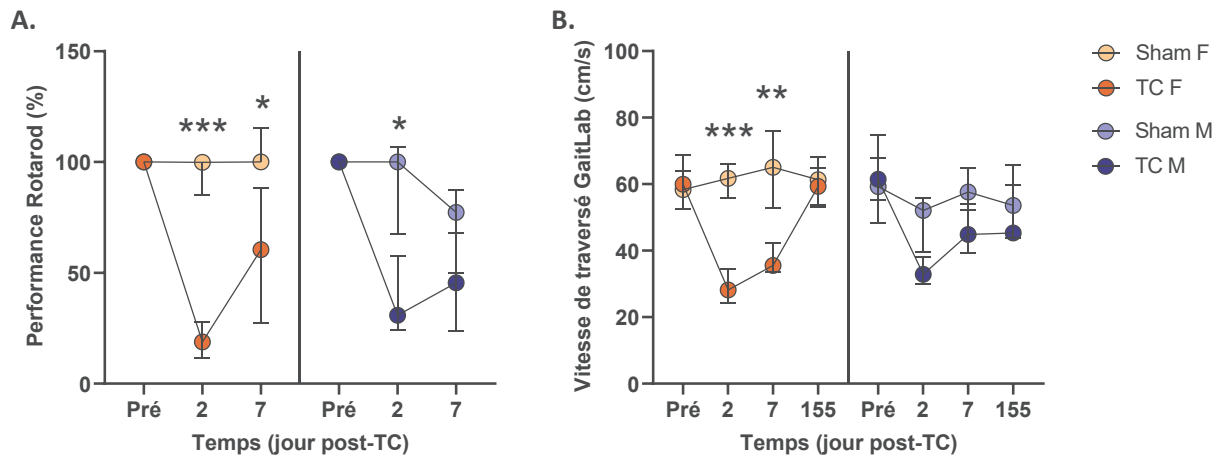 A.
Performance Rotarod (%)
150
100
50
0
***
*
*
Pré 2 7 Pré 2 7
Temps (jour post-TC)
B.
Vitesse de traversé GaitLab (cm/s)
100
80
60
40
20
0
***
**
Pré 2 7 155 Pré 2 7 155
Temps (jour post-TC)
Sham F
TC F
Sham M
TC M